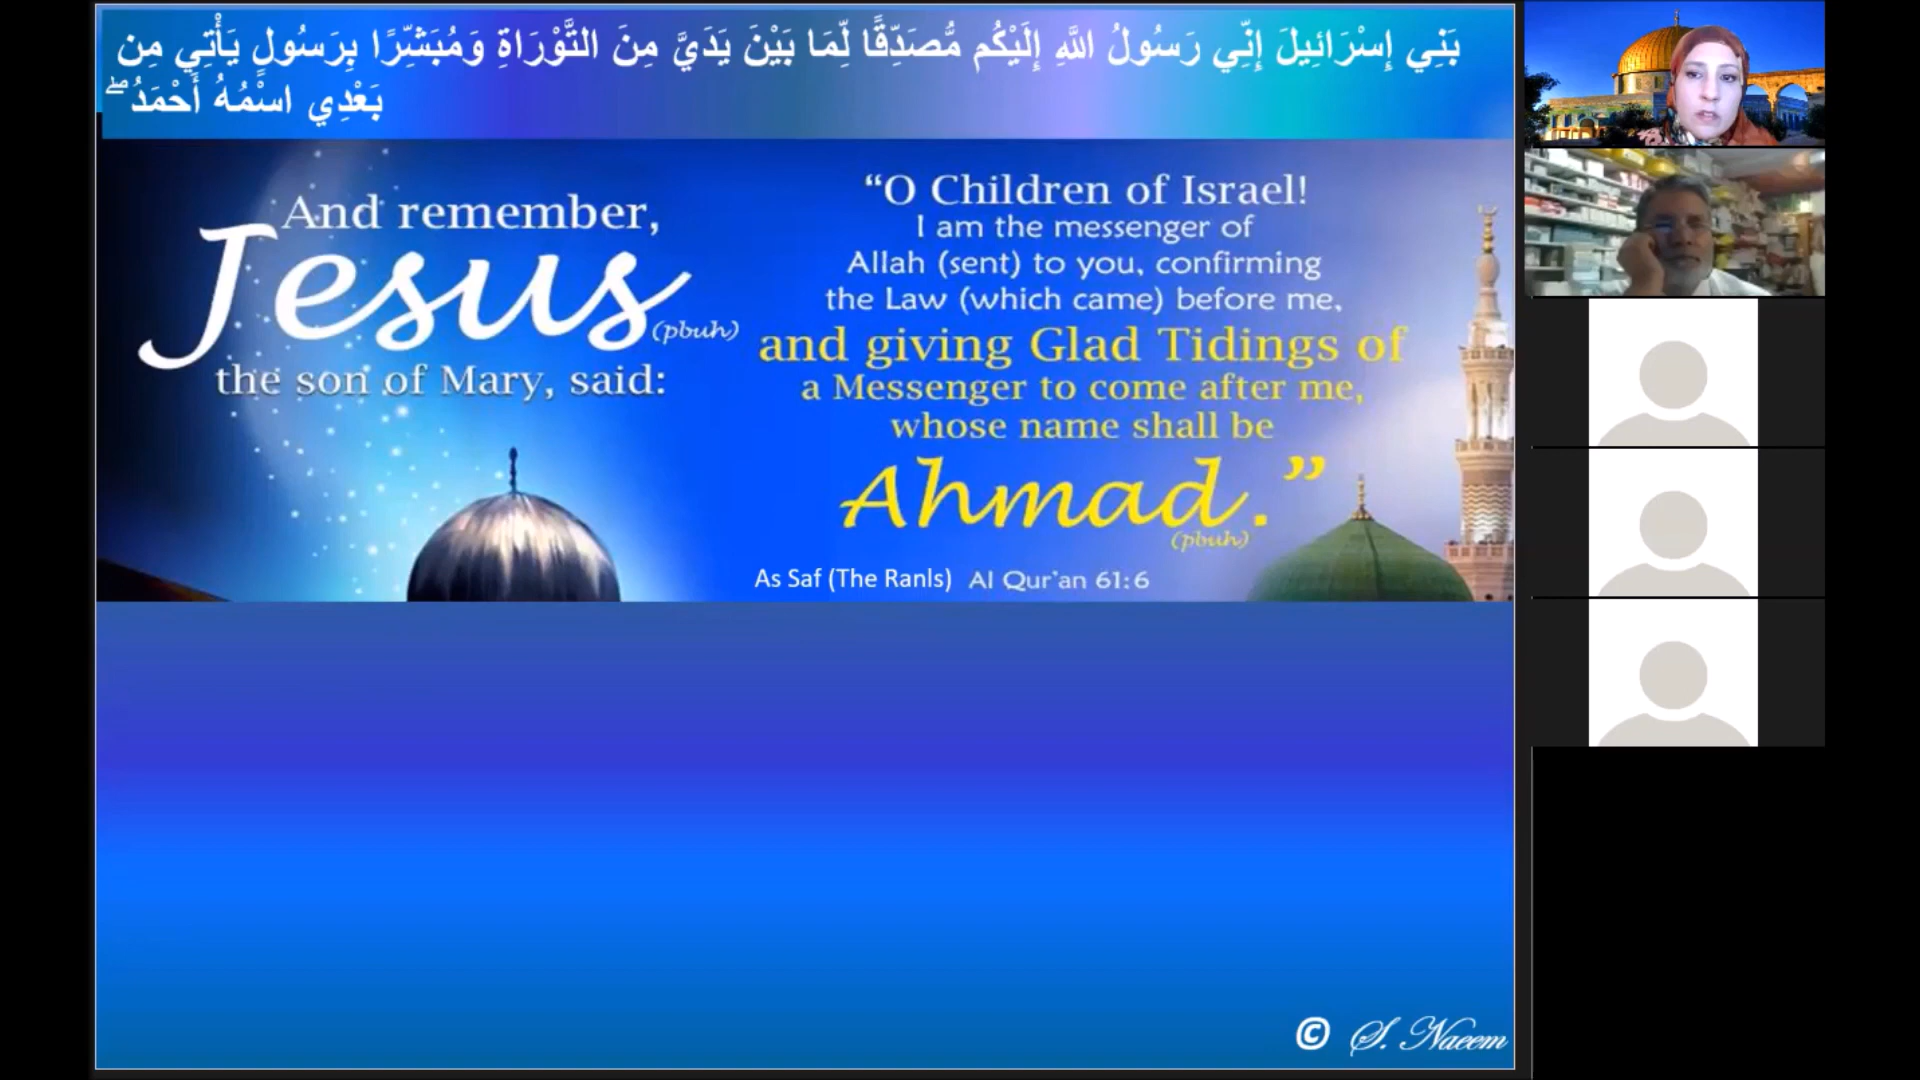 بَنِي إِسْرَائِيلَ إِنِّي رَسُولُ اللَّهِ إِلَيْكُم مُّصَدِّقًا لِّمَا بَيْنَ يَدَيَّ مِنَ التَّوْرَاةِ وَمُبَشِّرًا بِرَسُولٍ يَأْتِي مِن
بَعْدِي اسْمُهُ أَحْمَدُ ۖ
And remember,
Jesus (pbuh)
the son of Mary, said:
“O Children of Israel!
I am the messenger of
Allah (sent) to you, confirming
the Law (which came) before me,
and giving Glad Tidings of
a Messenger to come after me,
whose name shall be
Ahmad.”
(pbuh)
As Saf (The Ranls) Al Qur'an 61:6
© S. Naeem